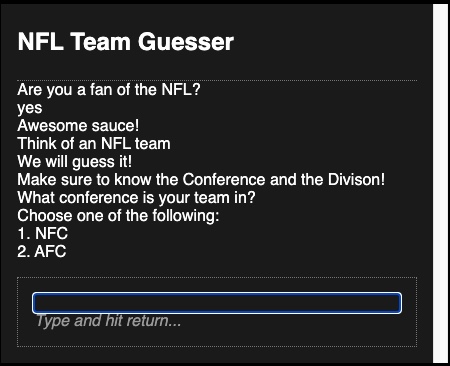 NFL Team Guesser
Are you a fan of the NFL?
yes
Awesome sauce!
Think of an NFL team
We will guess it!
Make sure to know the Conference and the Divison!
What conference is your team in?
Choose one of the following:
1. NFC
2. AFC
Type and hit return...